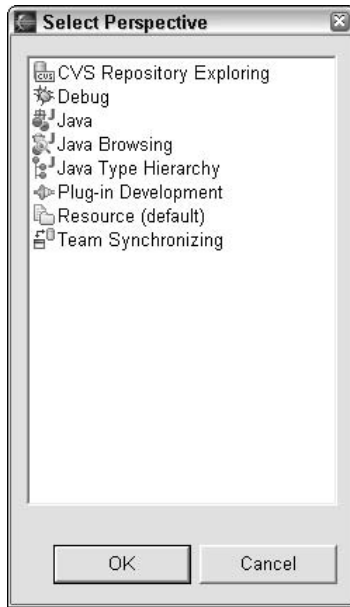 Select Perspective
CVS Repository Exploring
Debug
Java
Java Browsing
Java Type Hierarchy
Plug-in Development
Resource (default)
Team Synchronizing
OK Cancel